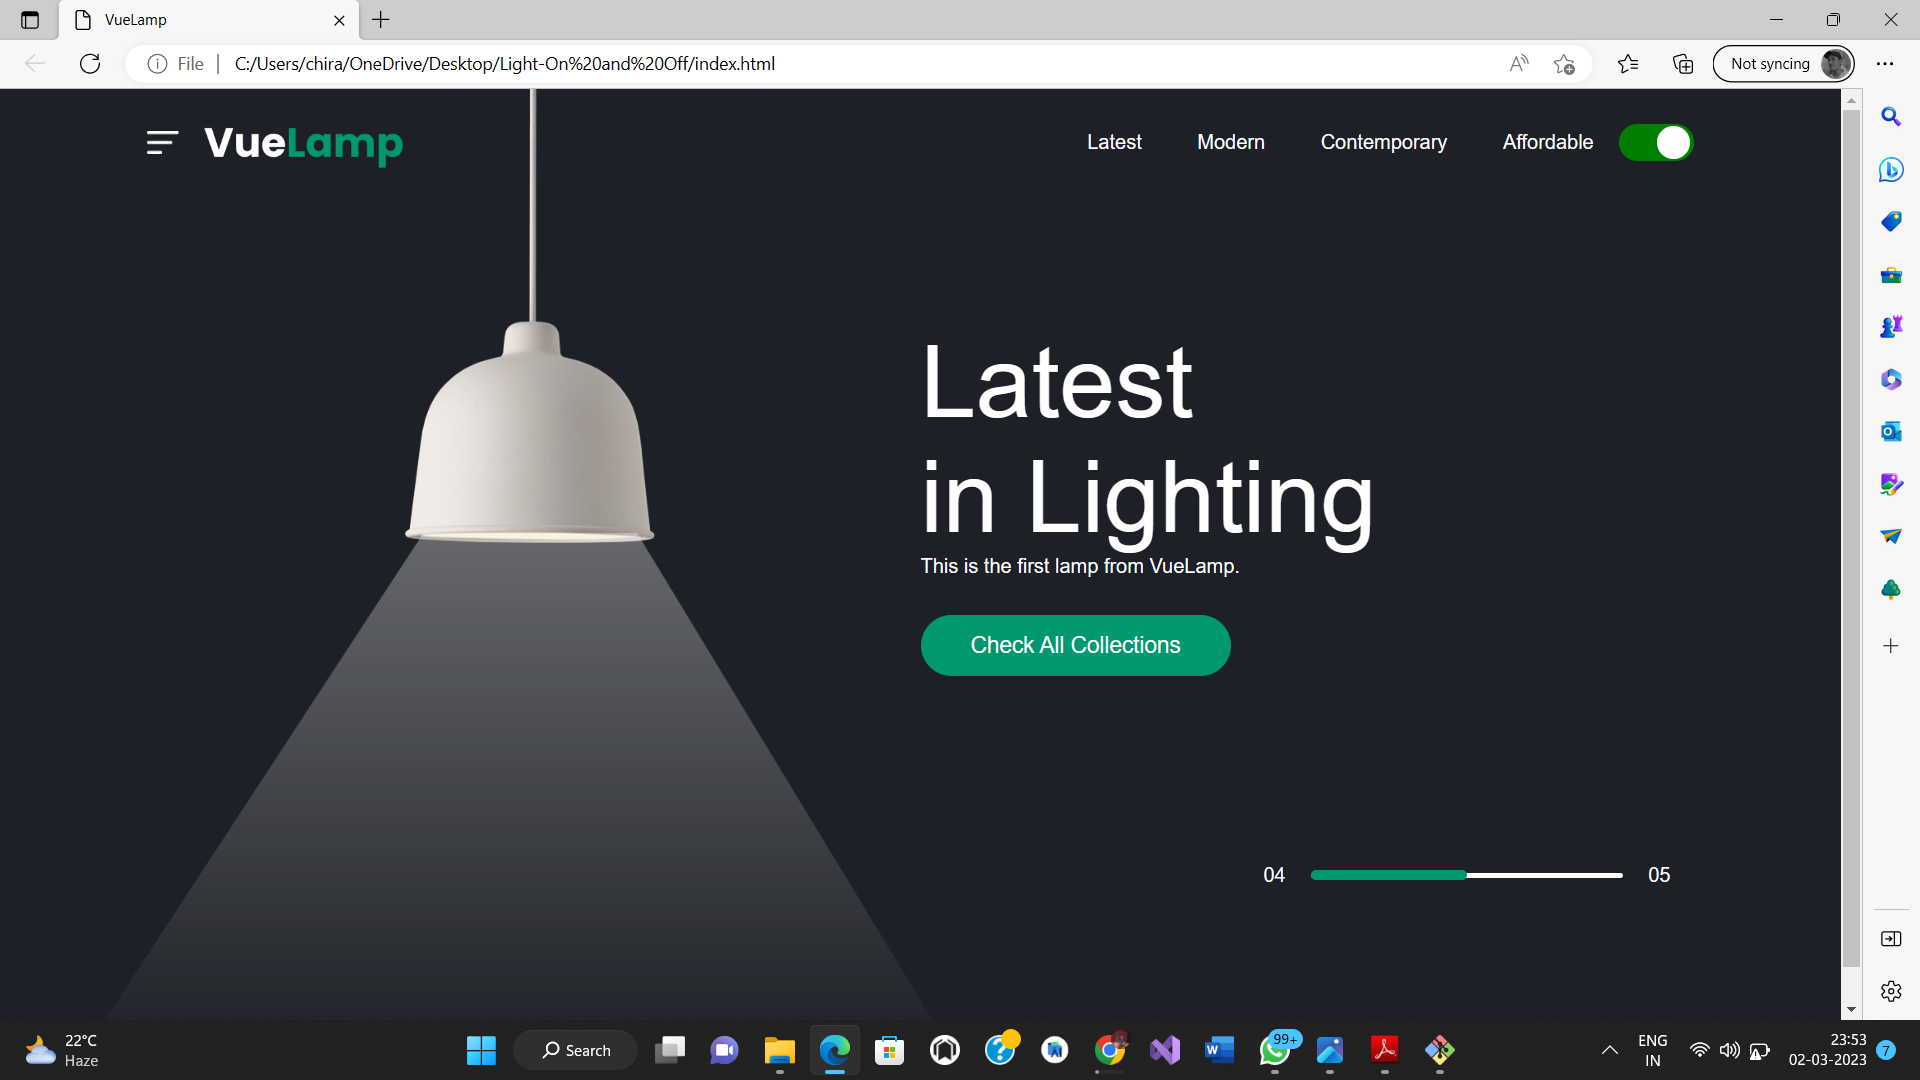 VueLamp
File
C:/Users/chira/OneDrive/Desktop/Light-On%20and%20Off/index.html
Not syncing
VueLamp
Latest
Modern
Contemporary
Affordable
Latest
in Lighting
This is the first lamp from VueLamp.
Check All Collections
04
05
22°C
Haze
Search
99+
ENG
IN
23:53
02-03-2023
7